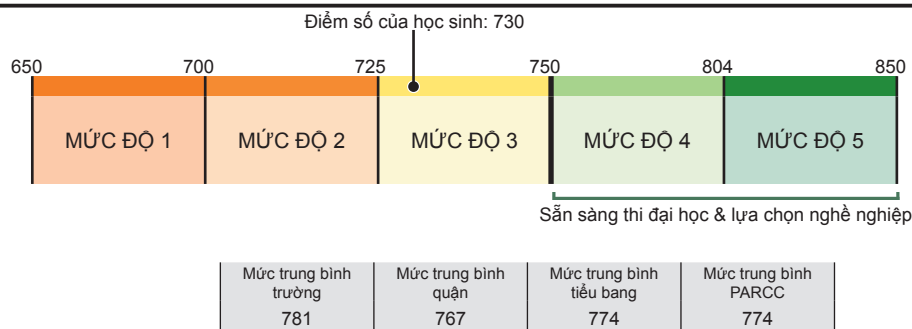 Điểm số của học sinh: 730
650 700 725 750 804 850
MỨC ĐỘ 1 MỨC ĐỘ 2 MỨC ĐỘ 3 MỨC ĐỘ 4 MỨC ĐỘ 5
Sẵn sàng thi đại học & lựa chọn nghề nghiệp
Mức trung bình trường Mức trung bình quận Mức trung bình tiểu bang Mức trung bình PARCC
781 767 774 774